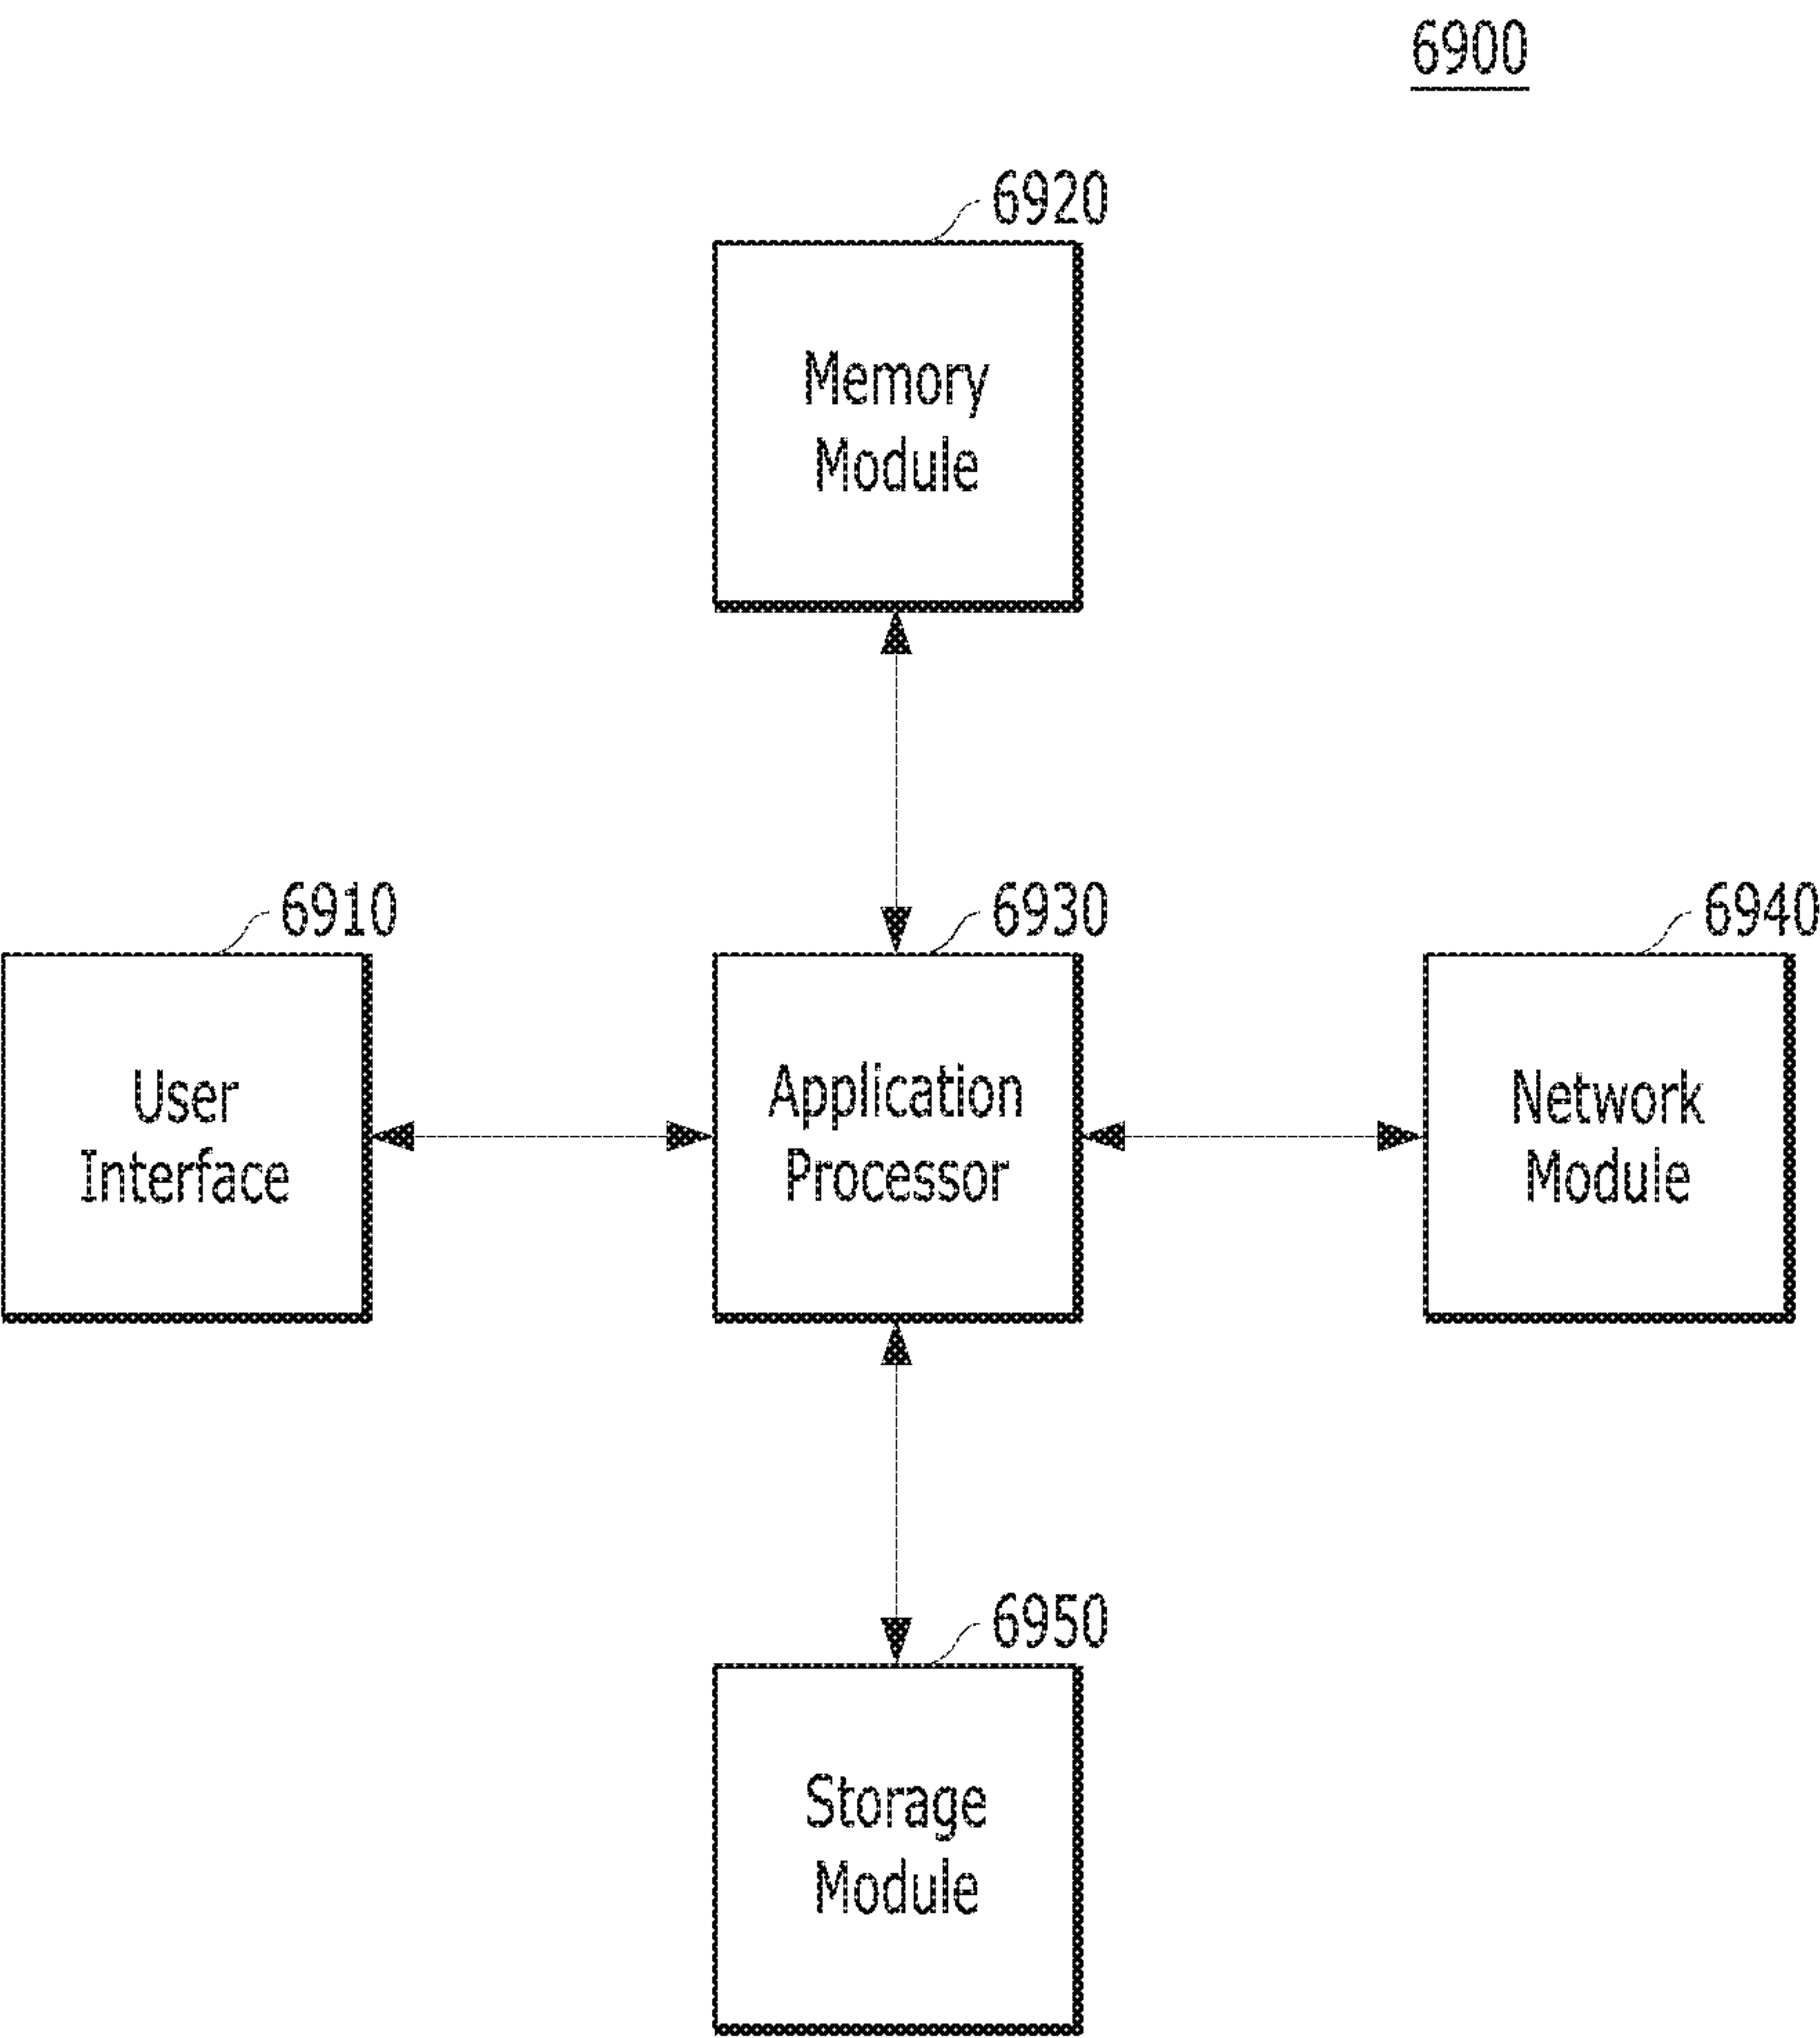 6900
6920
Memory
Module
6910
6930
6940
User
Interface
Application
Processor
Network
Module
6950
Storage
Module